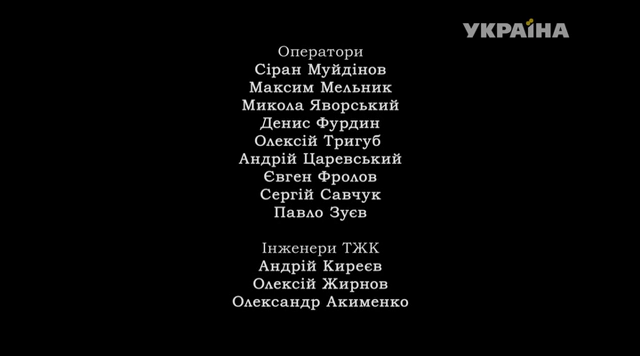 УКРАЇНА
Оператори
Сіран Муйдінов
Максим Мельник
Микола Яворський
Денис Фурдин
Олексій Тригуб
Андрій Царевський
Євген Фролов
Сергій Савчук
Павло Зуєв
Інженери ТЖК
Андрій Киреєв
Олексій Жирнов
Олександр Акименко